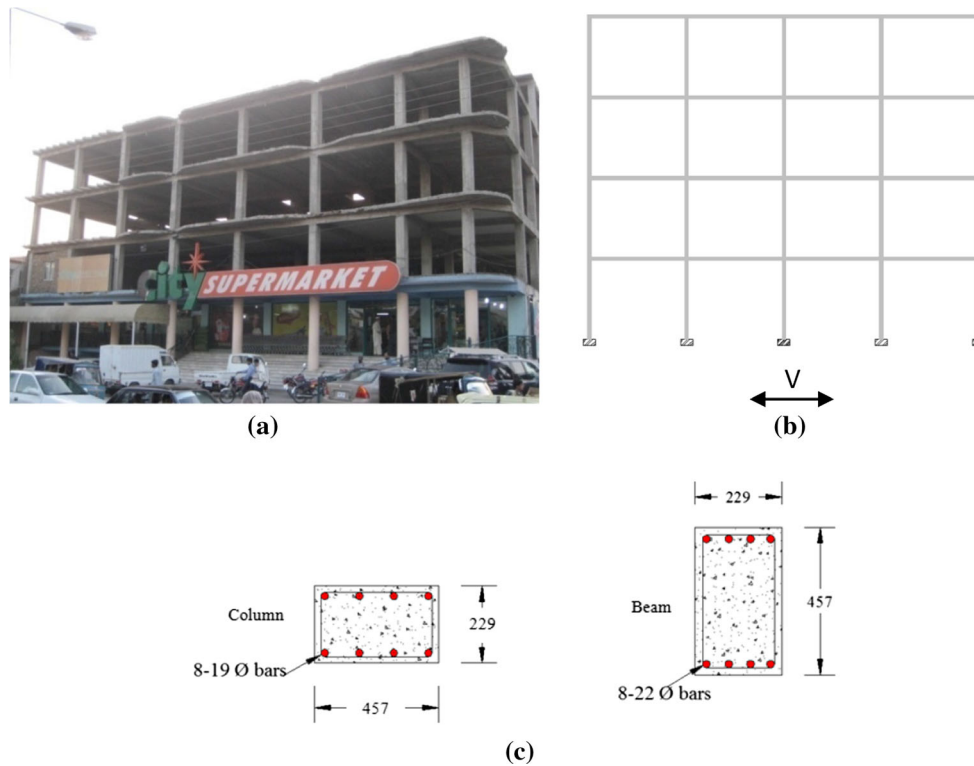 City SUPERMARKET
(a)
V
(b)
Column
229
8-19 Ø bars
457
229
Beam
457
8-22 Ø bars
(c)